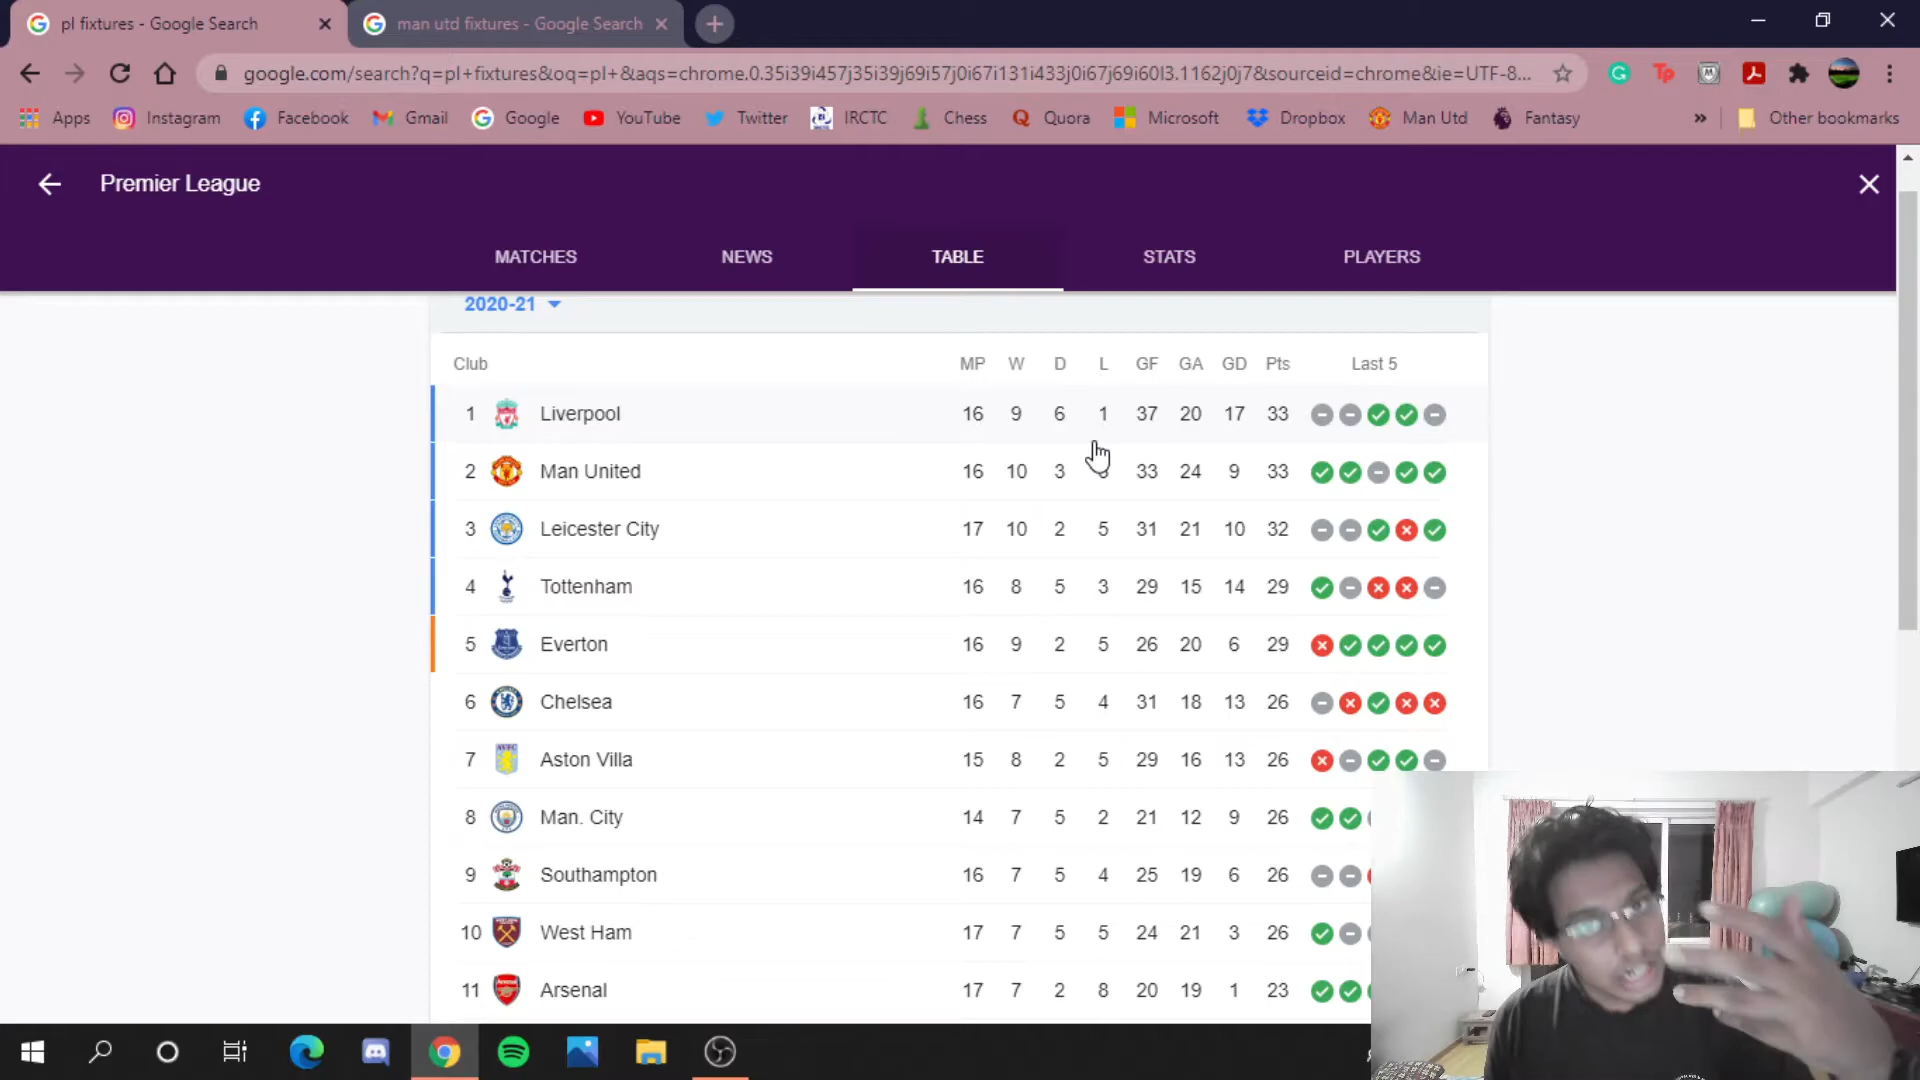 pl fixtures - Google Search
man utd fixtures - Google Search
google.com/search?q=pl+fixtures&oq=pl+&aqs=chrome.0.35i39i457j35i39j69i57j0i67i131i433j0i67j69i60l3.1162j0j7&sourceid=chrome&ie=UTF-8...
Apps Instagram Facebook Gmail Google YouTube Twitter IRCTC Chess Quora Microsoft Dropbox Man Utd Fantasy » Other bookmarks
Premier League
MATCHES NEWS TABLE STATS PLAYERS
2020-21
Club MP W D L GF GA GD Pts Last 5
1 Liverpool 16 9 6 1 37 20 17 33
2 Man United 16 10 3 33 24 9 33
3 Leicester City 17 10 2 5 31 21 10 32
4 Tottenham 16 8 5 3 29 15 14 29
5 Everton 16 9 2 5 26 20 6 29
6 Chelsea 16 7 5 4 31 18 13 26
7 Aston Villa 15 8 2 5 29 16 13 26
8 Man. City 14 7 5 2 21 12 9 26
9 Southampton 16 7 5 4 25 19 6 26
10 West Ham 17 7 5 5 24 21 3 26
11 Arsenal 17 7 2 8 20 19 1 23